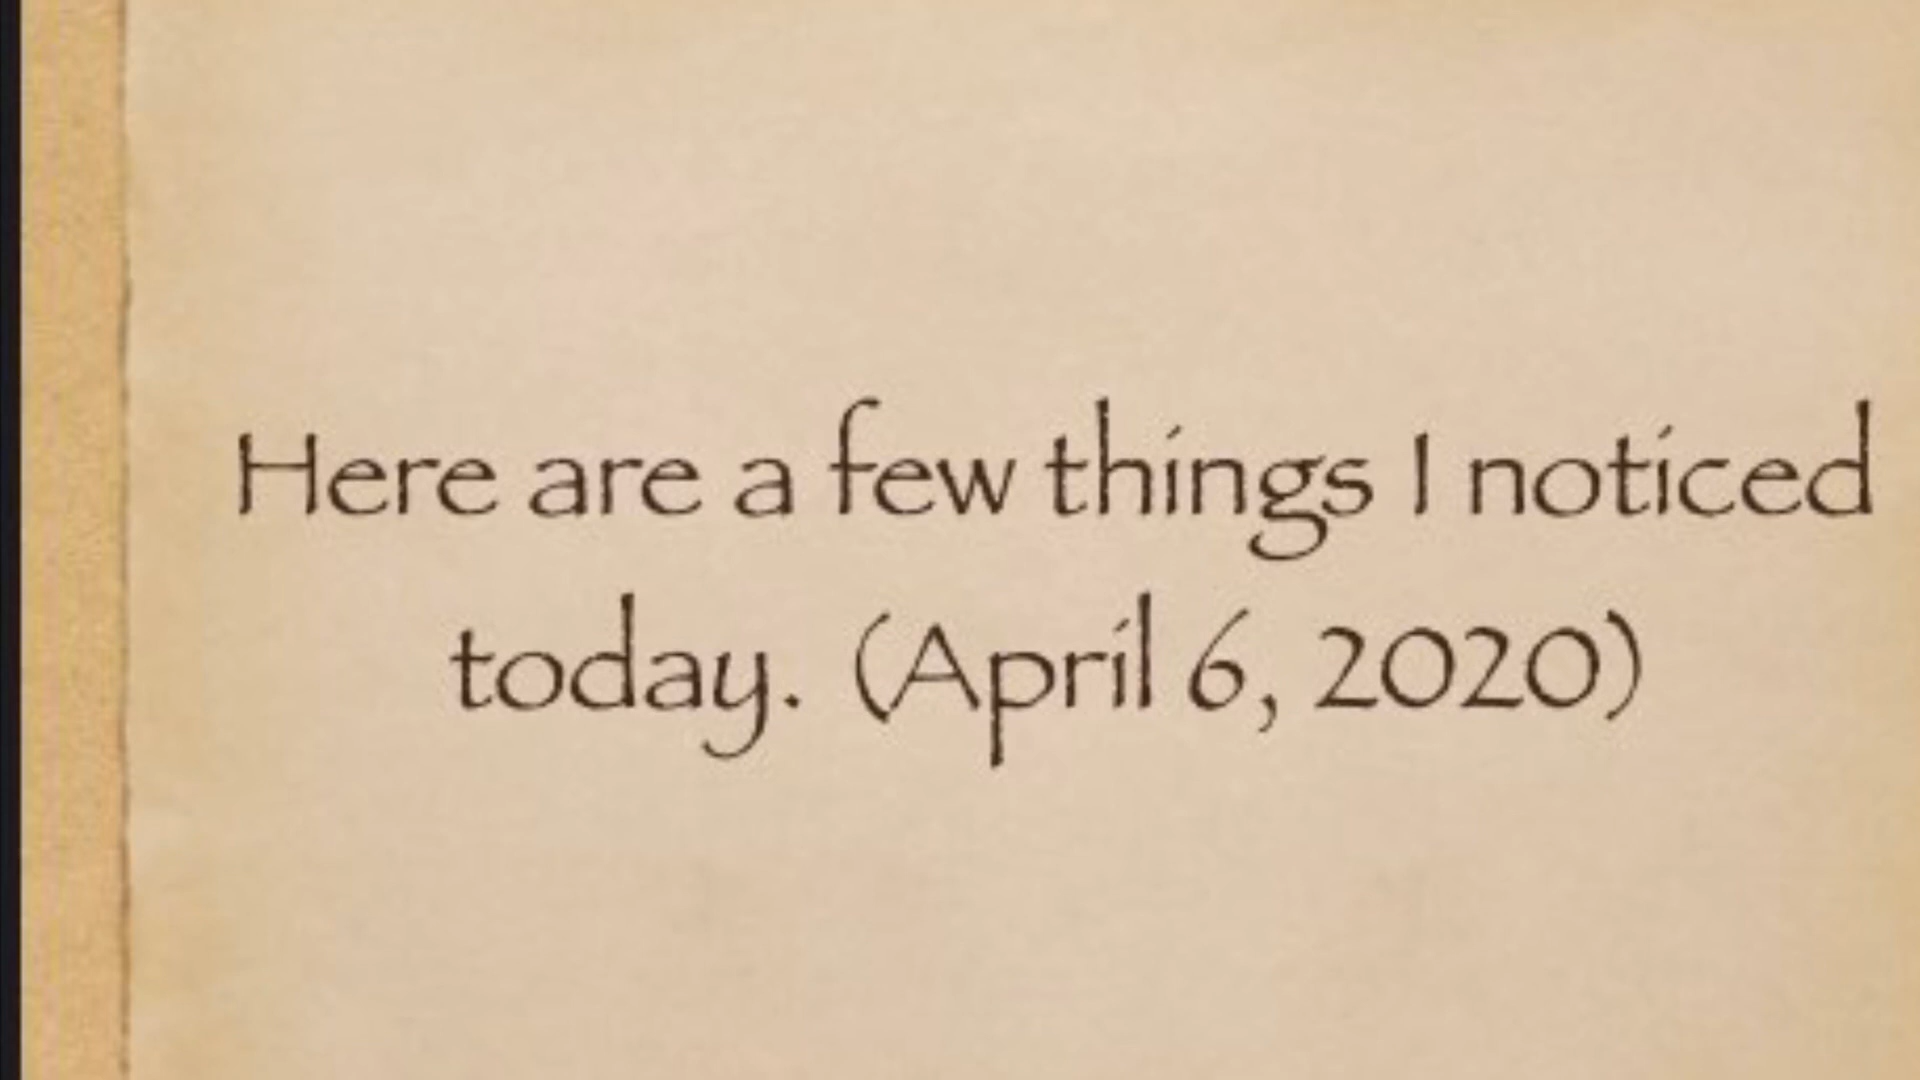 Here are a few things I noticed
today. (April 6, 2020)